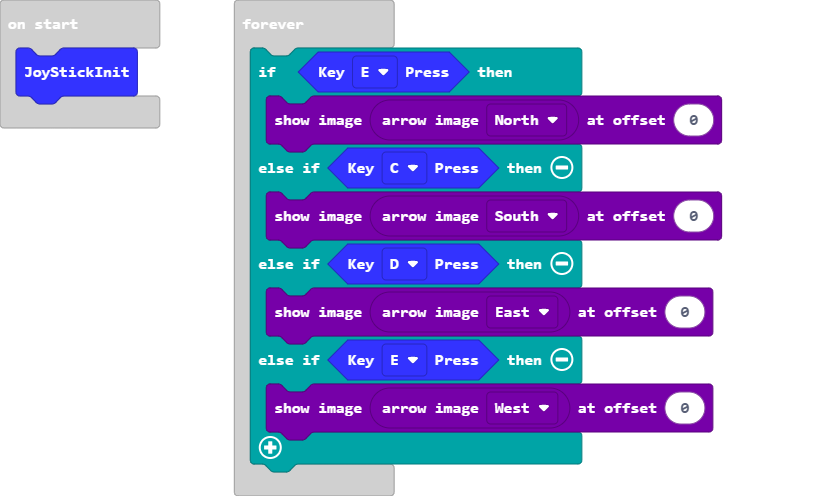 on start
JoyStickInit
forever
if Key E Press then
show image arrow image North at offset 0
else if Key C Press then
show image arrow image South at offset 0
else if Key D Press then
show image arrow image East at offset 0
else if Key E Press then
show image arrow image West at offset 0